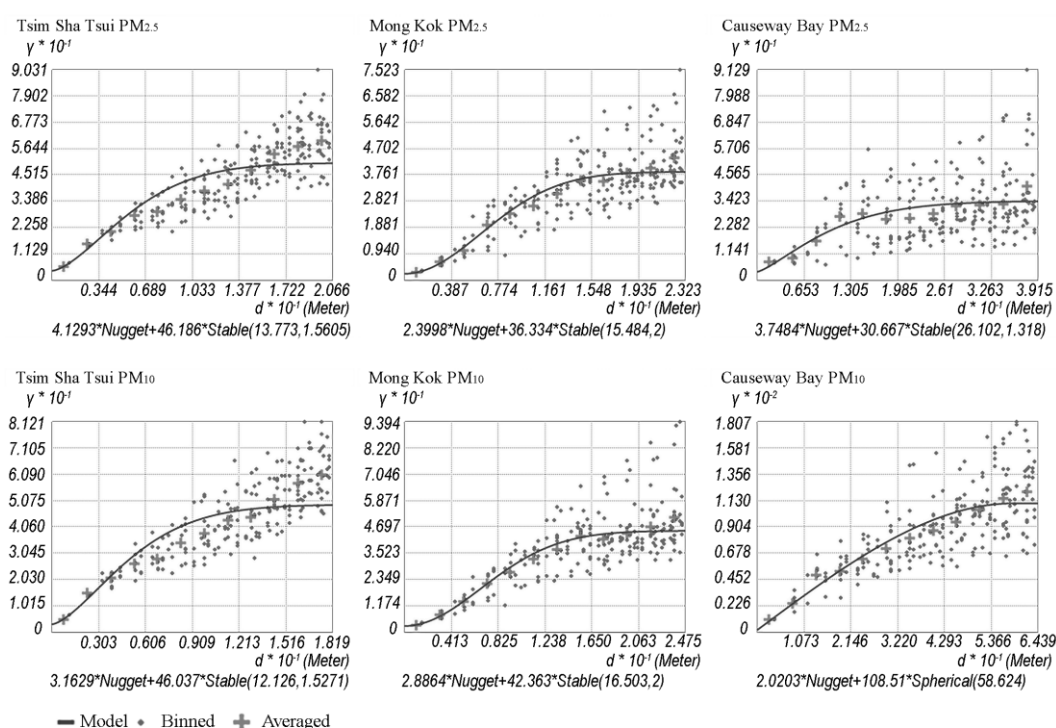 Tsim Sha Tsui PM2.5
γ * 10-1
9.031
7.902
6.773
5.644
4.515
3.386
2.258
1.129
0
0.344 0.689 1.033 1.377 1.722 2.066
d * 10-1 (Meter)
4.1293*Nugget+46.186*Stable(13.773,1.5605)
Mong Kok PM2.5
γ * 10-1
7.523
6.582
5.642
4.702
3.761
2.821
1.881
0.940
0
0.387 0.774 1.161 1.548 1.935 2.323
d * 10-1 (Meter)
2.3998*Nugget+36.334*Stable(15.484,2)
Causeway Bay PM2.5
γ * 10-1
9.129
7.988
6.847
5.706
4.565
3.423
2.282
1.141
0
0.653 1.305 1.985 2.61 3.263 3.915
d * 10-1 (Meter)
3.7484*Nugget+30.667*Stable(26.102,1.318)
Tsim Sha Tsui PM10
γ * 10-1
8.121
7.105
6.090
5.075
4.060
3.045
2.030
1.015
0
0.303 0.606 0.909 1.213 1.516 1.819
d * 10-1 (Meter)
3.1629*Nugget+46.037*Stable(12.126,1.5271)
Mong Kok PM10
γ * 10-1
9.394
8.220
7.046
5.871
4.697
3.523
2.349
1.174
0
0.413 0.825 1.238 1.650 2.063 2.475
d * 10-1 (Meter)
2.8864*Nugget+42.363*Stable(16.503,2)
Causeway Bay PM10
γ * 10-2
1.807
1.581
1.356
1.130
0.904
0.678
0.452
0.226
0
1.073 2.146 3.220 4.293 5.366 6.439
d * 10-1 (Meter)
2.0203*Nugget+108.51*Spherical(58.624)
Model Binned Averaged